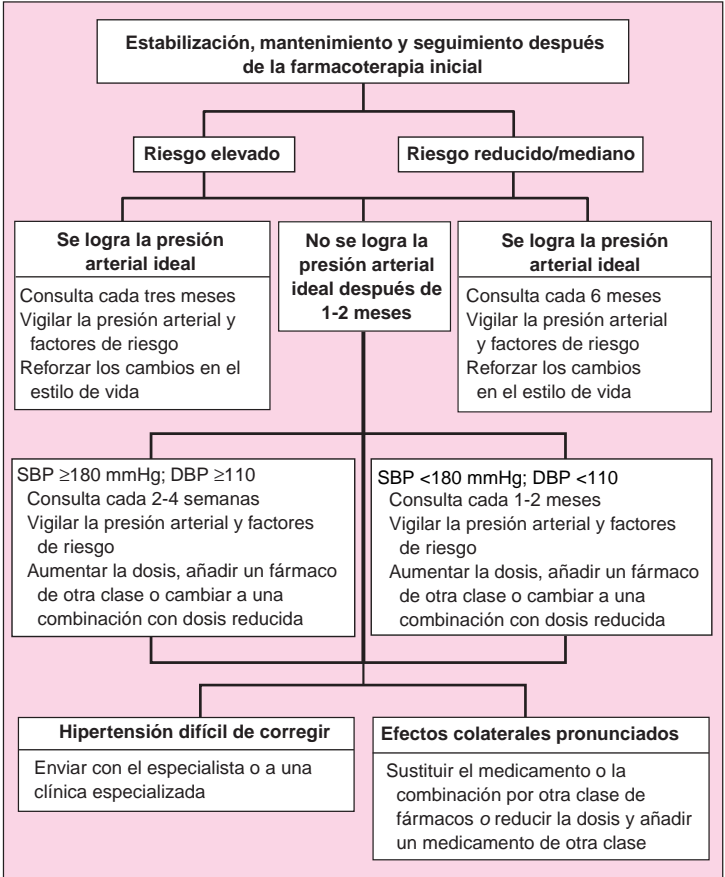 Estabilización, mantenimiento y seguimiento después
de la farmacoterapia inicial
Riesgo elevado
Riesgo reducido/mediano
Se logra la presión
arterial ideal
Consulta cada tres meses
Vigilar la presión arterial y
factores de riesgo
Reforzar los cambios en el
estilo de vida
No se logra la
presión arterial
ideal después de
1-2 meses
Se logra la presión
arterial ideal
Consulta cada 6 meses
Vigilar la presión arterial
y factores de riesgo
Reforzar los cambios
en el estilo de vida
SBP ≥180 mmHg; DBP ≥110
Consulta cada 2-4 semanas
Vigilar la presión arterial y factores
de riesgo
Aumentar la dosis, añadir un fármaco
de otra clase o cambiar a una
combinación con dosis reducida
SBP <180 mmHg; DBP <110
Consulta cada 1-2 meses
Vigilar la presión arterial y factores
de riesgo
Aumentar la dosis, añadir un fármaco
de otra clase o cambiar a una
combinación con dosis reducida
Hipertensión difícil de corregir
Enviar con el especialista o a una
clínica especializada
Efectos colaterales pronunciados
Sustituir el medicamento o la
combinación por otra clase de
fármacos o reducir la dosis y añadir
un medicamento de otra clase